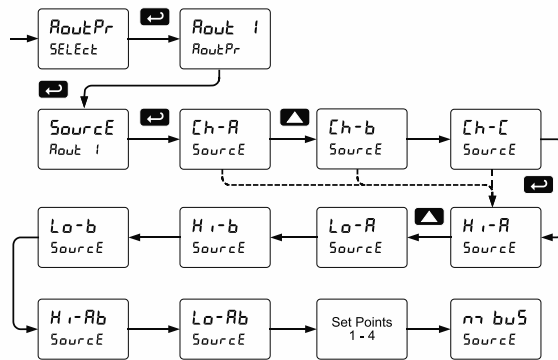 AoutPr
SELEct
Aout 1
AoutPr
SourcE
Aout 1
Ch-A
SourcE
Ch-b
SourcE
Ch-C
SourcE
Lo-b
SourcE
Hi-b
SourcE
Lo-A
SourcE
Hi-A
SourcE
Hi-Ab
SourcE
Lo-Ab
SourcE
Set Points
1 - 4
m buS
SourcE